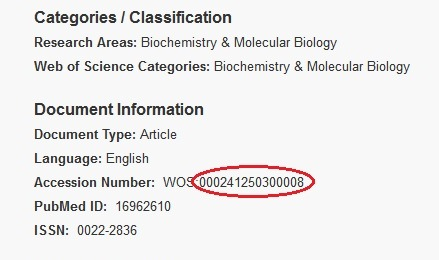 Categories / Classification
Research Areas: Biochemistry & Molecular Biology
Web of Science Categories: Biochemistry & Molecular Biology
Document Information
Document Type: Article
Language: English
Accession Number: WOS:000241250300008
PubMed ID: 16962610
ISSN: 0022-2836